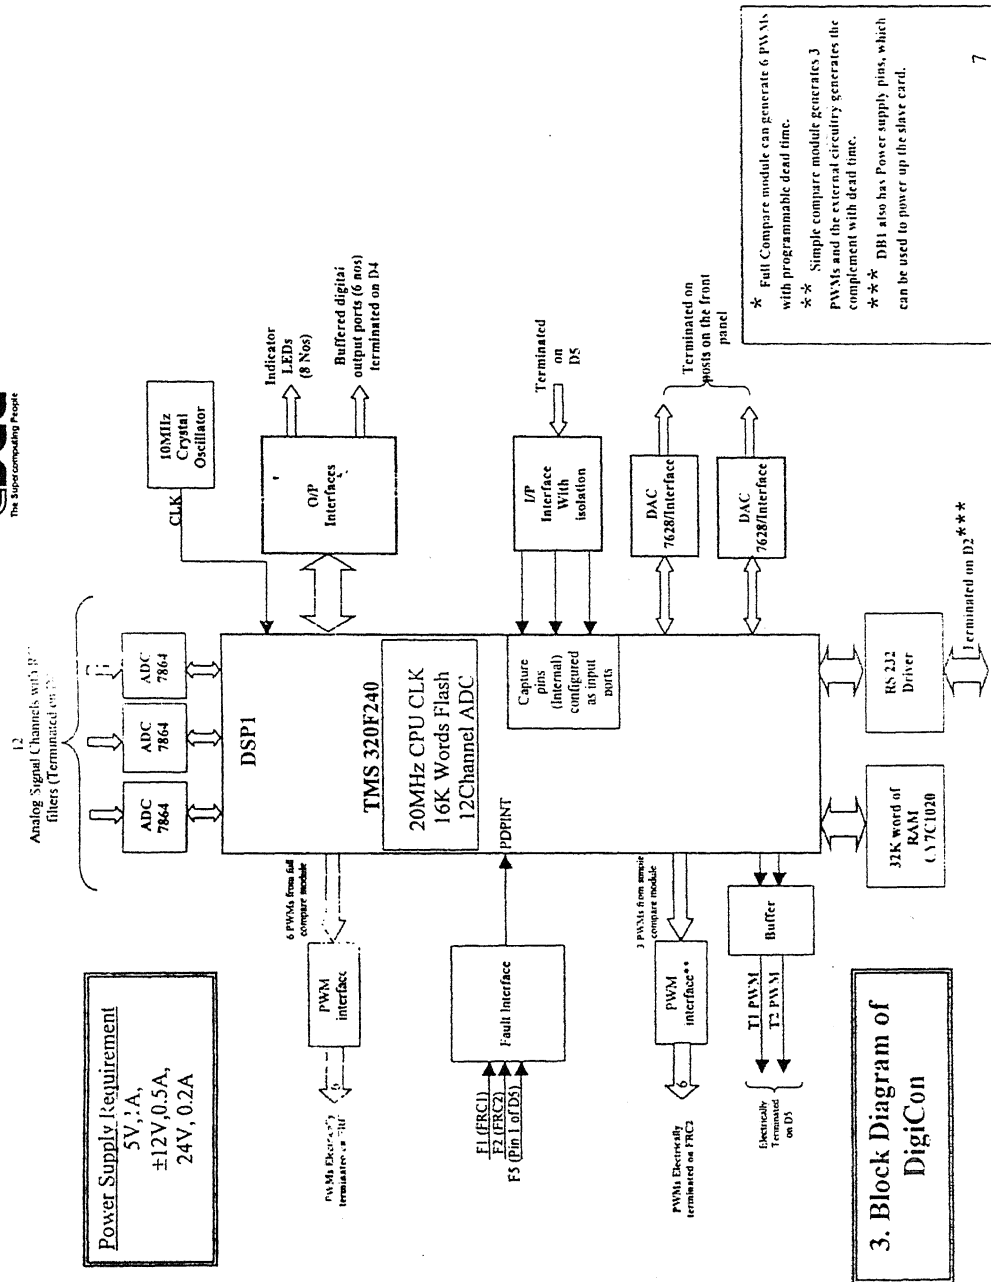 The Supercomputing People
Power Supply Requirement
±12V,0.5A,
24V, 0.2A
12
Analog Signal Channels with
filters (Terminated on
ADC
7864
ADC
7864
ADC
7864
CLK
10MHz
Crystal
Oscillator
DSP1
TMS 320F240
20MHz CPU CLK
16K Words Flash
12Channel ADC
6 PWMs from full
compare module
PWM
interface
PWMs
terminated on
O/P
Interfaces
Indicator
LEDs
(8 Nos)
Buffered digital
output ports (6 nos)
terminated on D4
PDPINT
Fault Interface
F1 (FRC1)
F2 (FRC2)
F5 (Pin 1 of D5)
Capture
pins
(Internal)
configured
as input
ports
I/P
Interface
With
isolation
Terminated
on
D5
3 PWMs from simple
compare module
PWM
interface**
6
PWMs Electrically
terminated on FRC2
DAC
7628/Interface
DAC
7628/Interface
Terminated on
posts on the front
panel
Buffer
T1 PWM
T2 PWM
Electrically
Terminated
on D5
32K word of
RAM
CY7C1020
RS 232
Driver
Terminated on D2***
3. Block Diagram of
DigiCon
* Full Compare module can generate 6 PWMs
with programmable dead time.
** Simple compare module generates 3
PWMs and the external circuitry generates the
complement with dead time.
*** DB1 also has Power supply pins, which
can be used to power up the slave card.
7